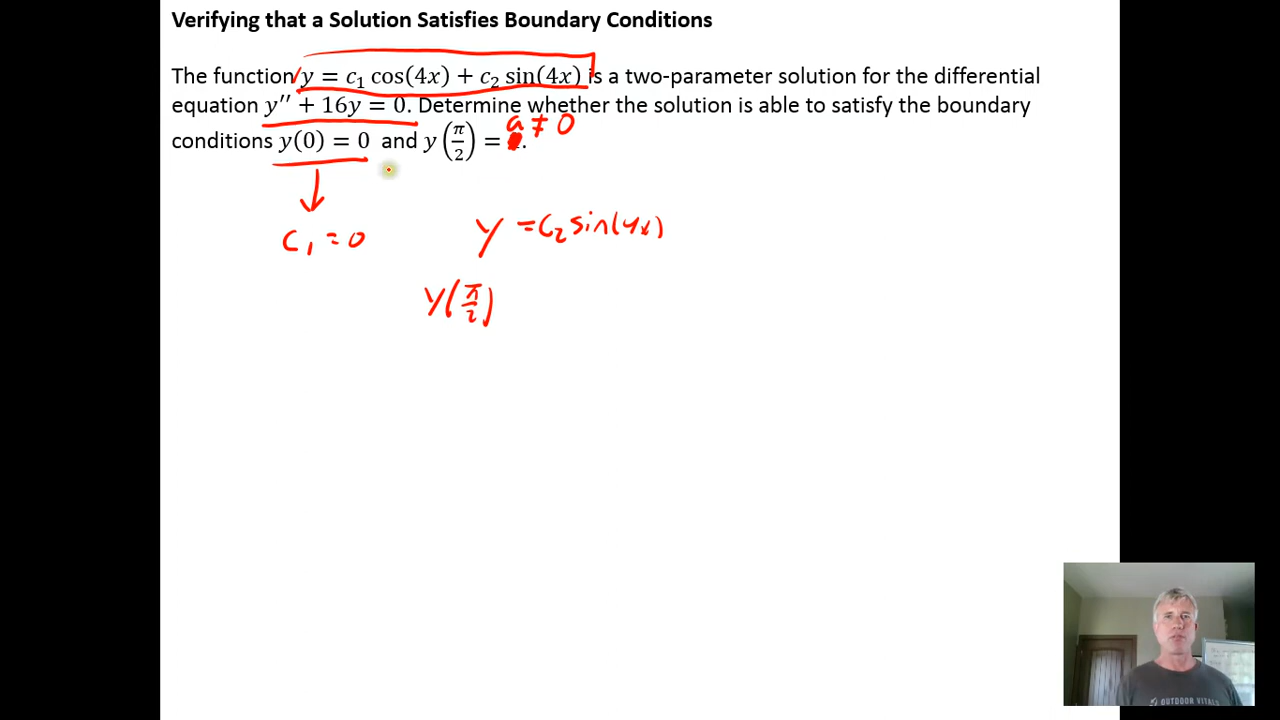 Verifying that a Solution Satisfies Boundary Conditions
The function y = c₁ cos(4x) + c₂ sin(4x) is a two-parameter solution for the differential
equation y′′ + 16y = 0. Determine whether the solution is able to satisfy the boundary
conditions y(0) = 0 and y(π/2) = a ≠ 0.
y = c₂ sin(4x)
c₁ = 0
y(π/2)
OUTDOOR VITALS